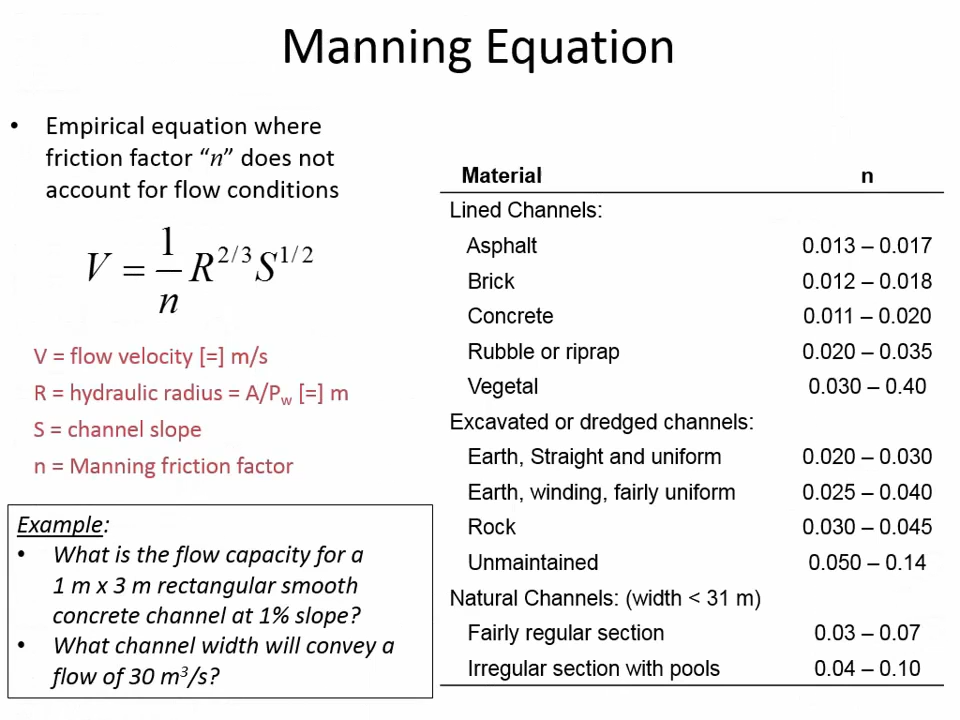 Manning Equation
• Empirical equation where
friction factor “n” does not
account for flow conditions
V = 1/n R^2/3 S^1/2
V = flow velocity [=] m/s
R = hydraulic radius = A/Pw [=] m
S = channel slope
n = Manning friction factor
Example:
• What is the flow capacity for a
1 m x 3 m rectangular smooth
concrete channel at 1% slope?
• What channel width will convey a
flow of 30 m³/s?
Material n
Lined Channels:
Asphalt 0.013 – 0.017
Brick 0.012 – 0.018
Concrete 0.011 – 0.020
Rubble or riprap 0.020 – 0.035
Vegetal 0.030 – 0.40
Excavated or dredged channels:
Earth, Straight and uniform 0.020 – 0.030
Earth, winding, fairly uniform 0.025 – 0.040
Rock 0.030 – 0.045
Unmaintained 0.050 – 0.14
Natural Channels: (width < 31 m)
Fairly regular section 0.03 – 0.07
Irregular section with pools 0.04 – 0.10